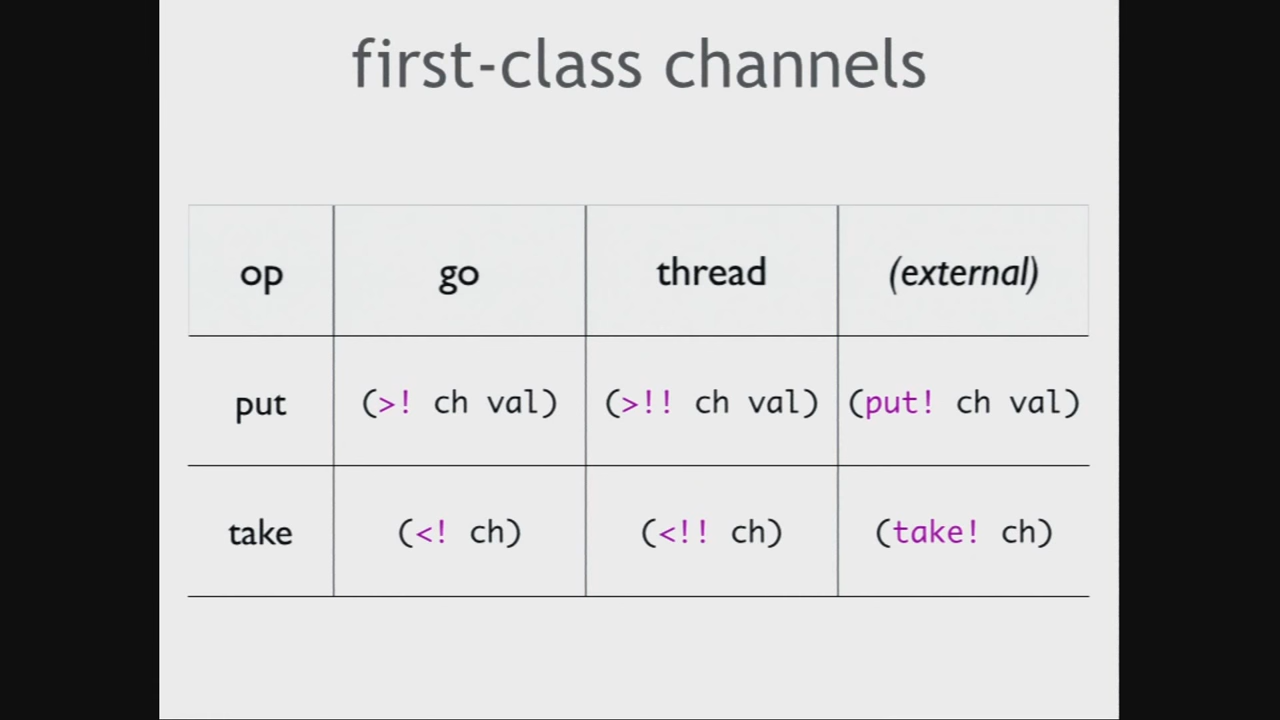 first-class channels
op go thread (external)
put (>! ch val) (>!! ch val) (put! ch val)
take (<! ch) (<!! ch) (take! ch)